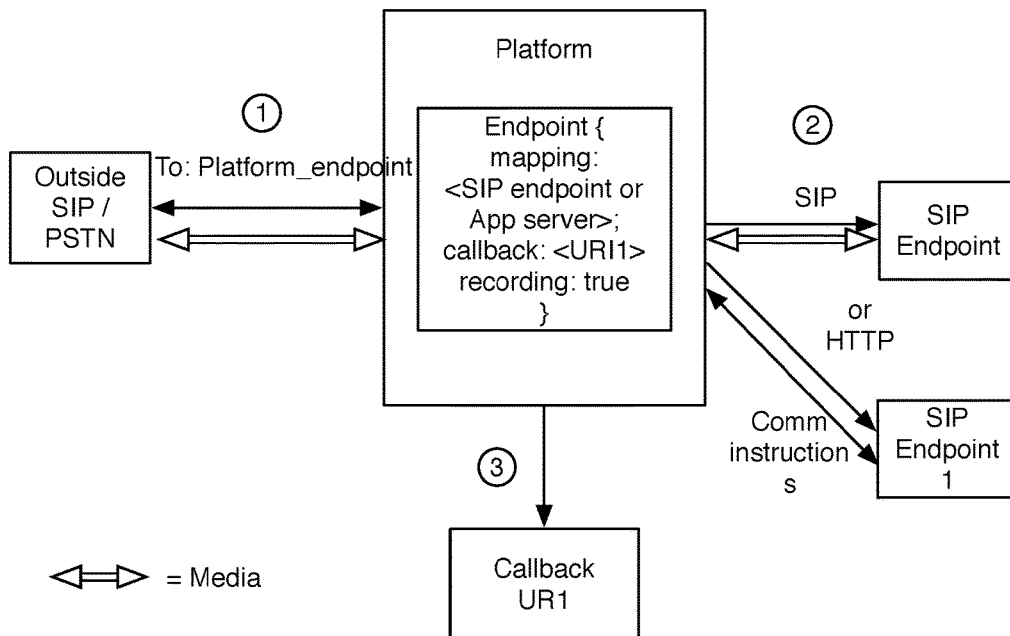 Platform
1
To: Platform_endpoint
Outside
SIP /
PSTN
Endpoint {
mapping:
<SIP endpoint or
App server>;
callback: <URI1>
recording: true
}
2
SIP
SIP
Endpoint
or
HTTP
Comm
instruction
s
SIP
Endpoint
1
3
Callback
UR1
= Media